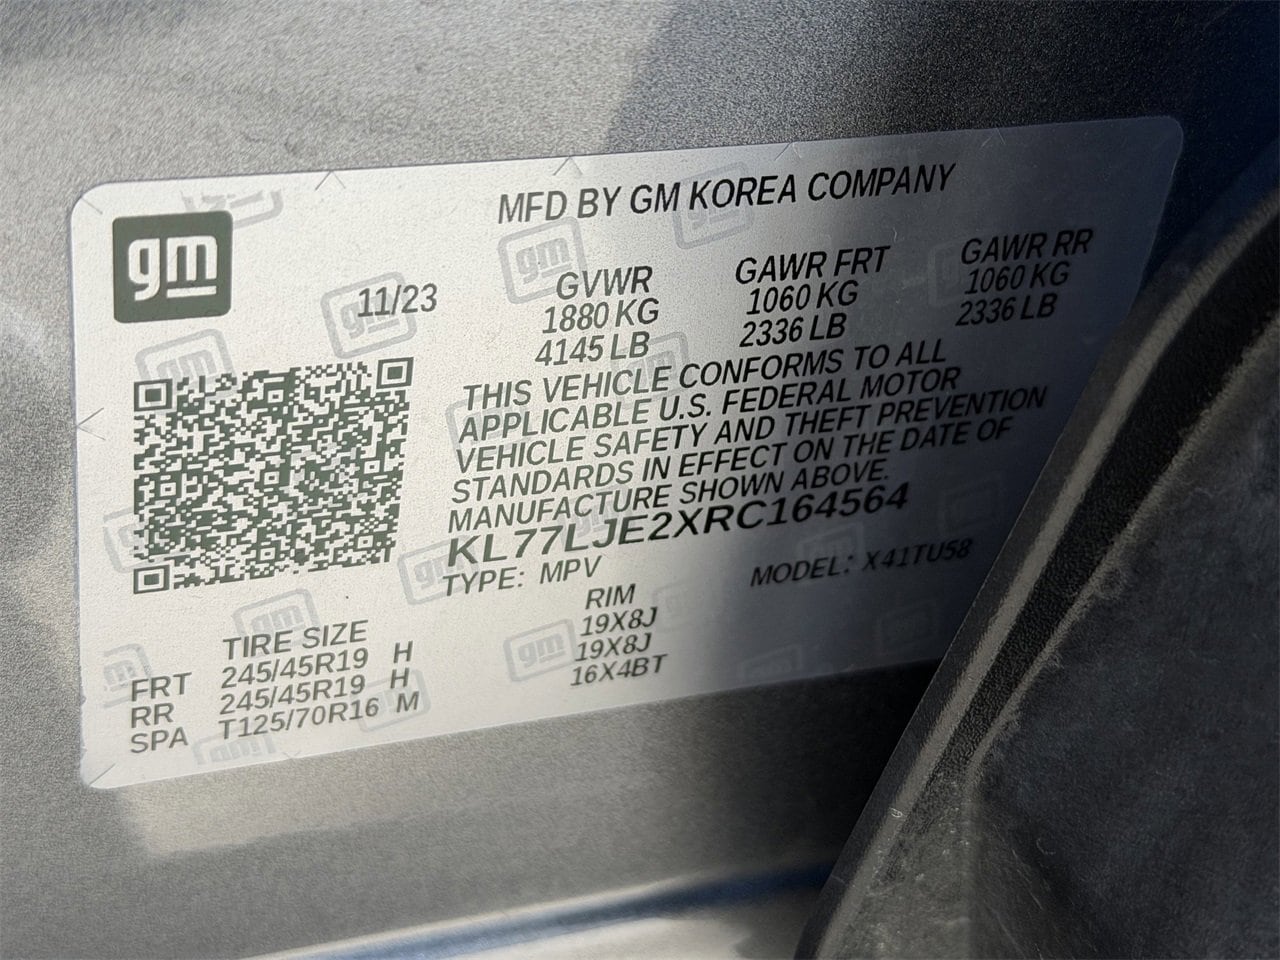 MFD BY GM KOREA COMPANY
gm
11/23
GVWR GAWR FRT GAWR RR
1880 KG 1060 KG 1060 KG
4145 LB 2336 LB 2336 LB
THIS VEHICLE CONFORMS TO ALL
APPLICABLE U.S. FEDERAL MOTOR
VEHICLE SAFETY AND THEFT PREVENTION
STANDARDS IN EFFECT ON THE DATE OF
MANUFACTURE SHOWN ABOVE.
KL77LJE2XRC164564
TYPE: MPV MODEL: X41TU58
TIRE SIZE RIM
FRT 245/45R19 H 19X8J
RR 245/45R19 H 19X8J
SPA T125/70R16 M 16X4BT